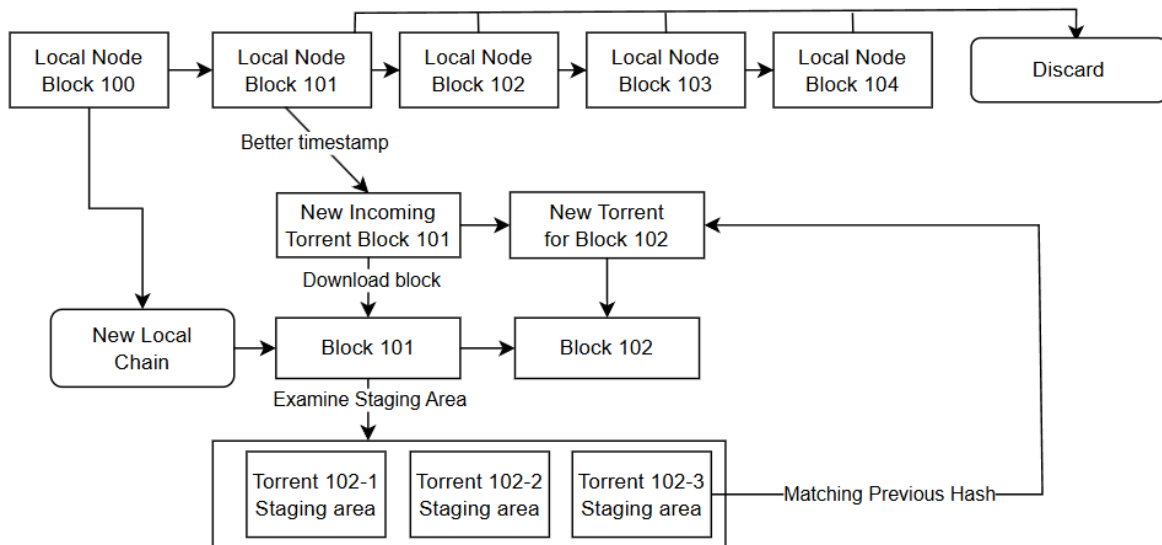 Local Node
Block 100
Local Node
Block 101
Local Node
Block 102
Local Node
Block 103
Local Node
Block 104
Discard
Better timestamp
New Incoming
Torrent Block 101
New Torrent
for Block 102
Download block
New Local
Chain
Block 101
Block 102
Examine Staging Area
Torrent 102-1
Staging area
Torrent 102-2
Staging area
Torrent 102-3
Staging area
Matching Previous Hash